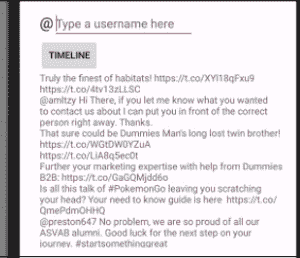 @ Type a username here
TIMELINE
Truly the finest of habitats! https://t.co/XYl18qFxu9
https://t.co/4tv13zLLSC
@amltzy Hi There, if you let me know what you wanted
to contact us about I can put you in front of the correct
person right away. Thanks.
That sure could be Dummies Man's long lost twin brother!
https://t.co/WGtDW0YZuA
https://t.co/LiA8q5ec0t
Further your marketing expertise with help from Dummies
B2B: https://t.co/GaGQMjdd6o
Is all this talk of #PokemonGo leaving you scratching
your head? Your need to know guide is here https://t.co/
QmePdmOHHQ
@preston647 No problem, we are so proud of all our
ASVAB alumni. Good luck for the next step on your
journey. #startsomethinggreat